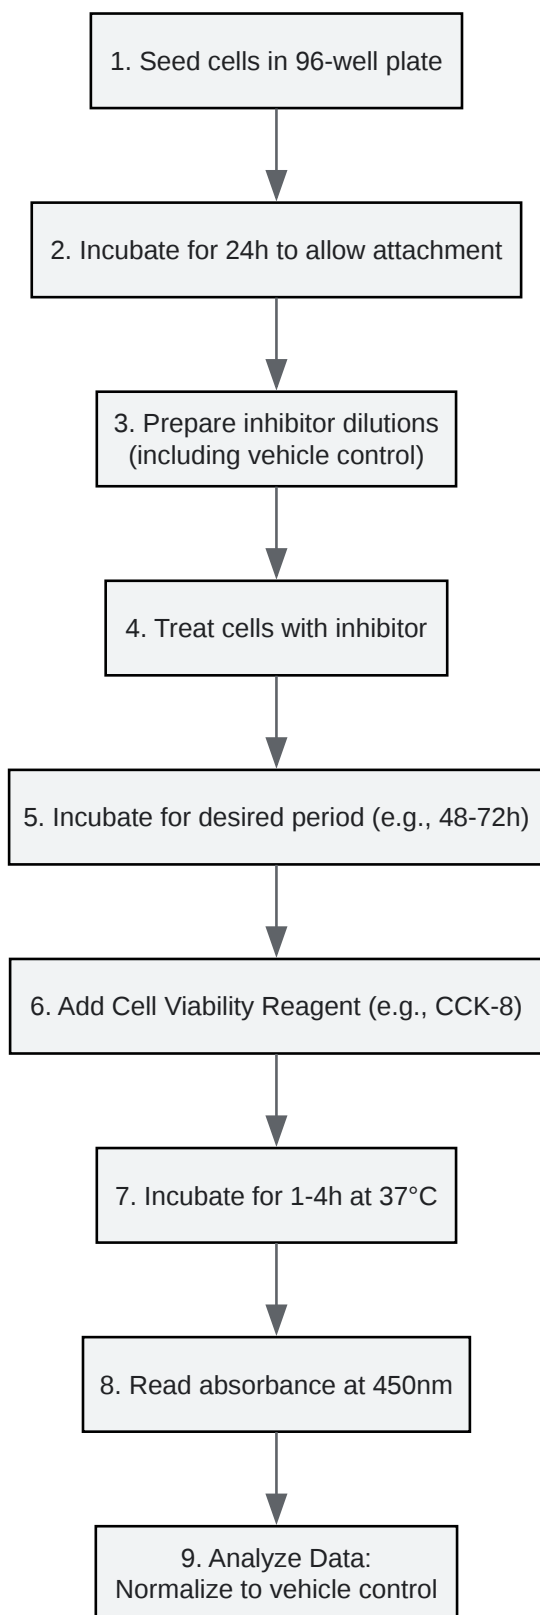 1. Seed cells in 96-well plate
2. Incubate for 24h to allow attachment
3. Prepare inhibitor dilutions
(including vehicle control)
4. Treat cells with inhibitor
5. Incubate for desired period (e.g., 48-72h)
6. Add Cell Viability Reagent (e.g., CCK-8)
7. Incubate for 1-4h at 37°C
8. Read absorbance at 450nm
9. Analyze Data:
Normalize to vehicle control